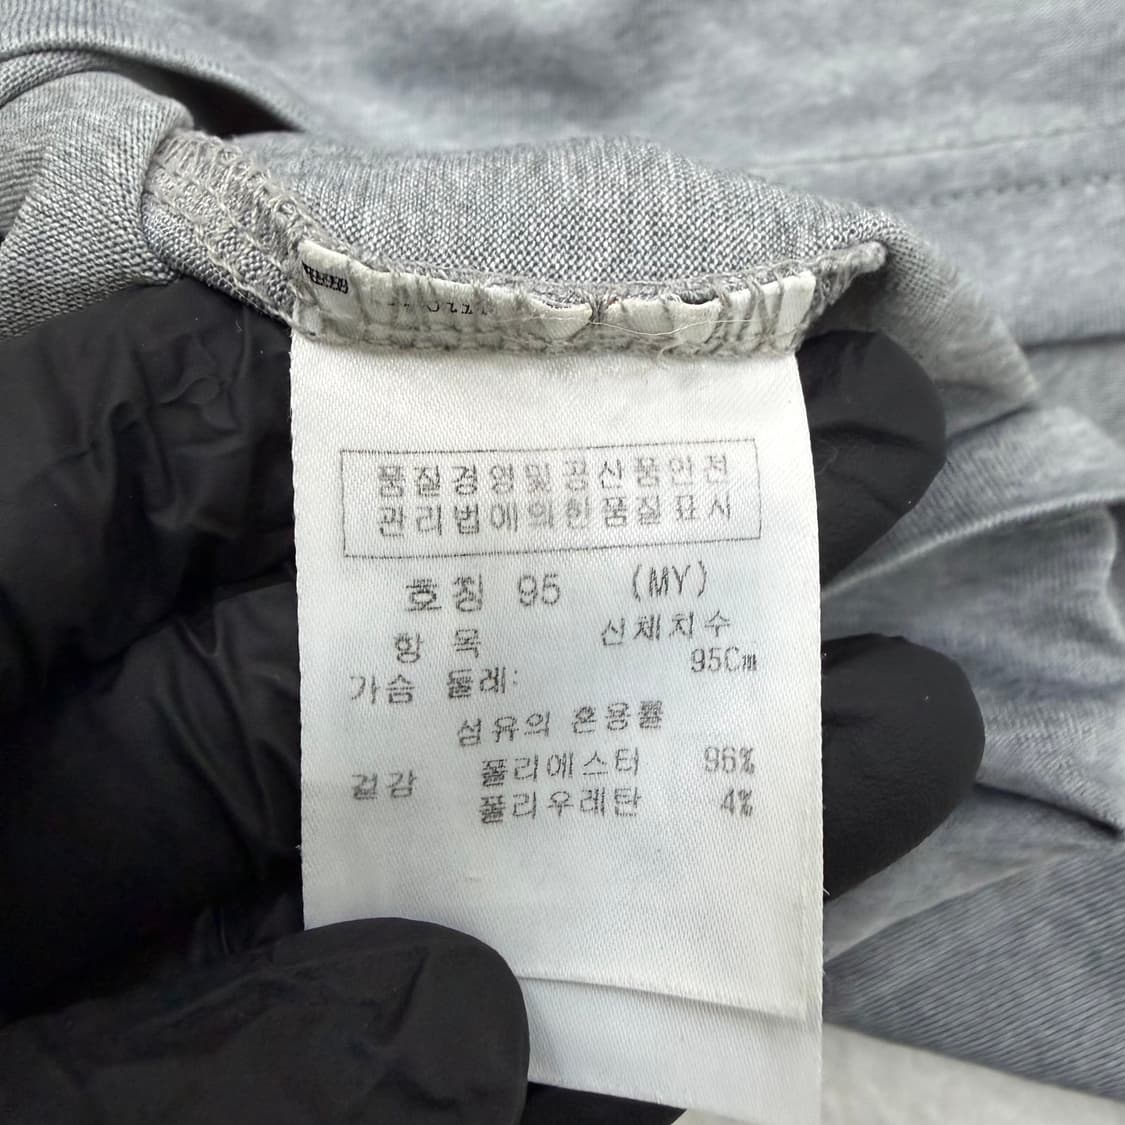 품질경영및공산품안전
관리법에의한품질표시
호칭 95 (MY)
항 목 신체치수
가슴 둘레: 95Cm
섬유의 혼용률
겉감 폴리에스터 96%
폴리우레탄 4%